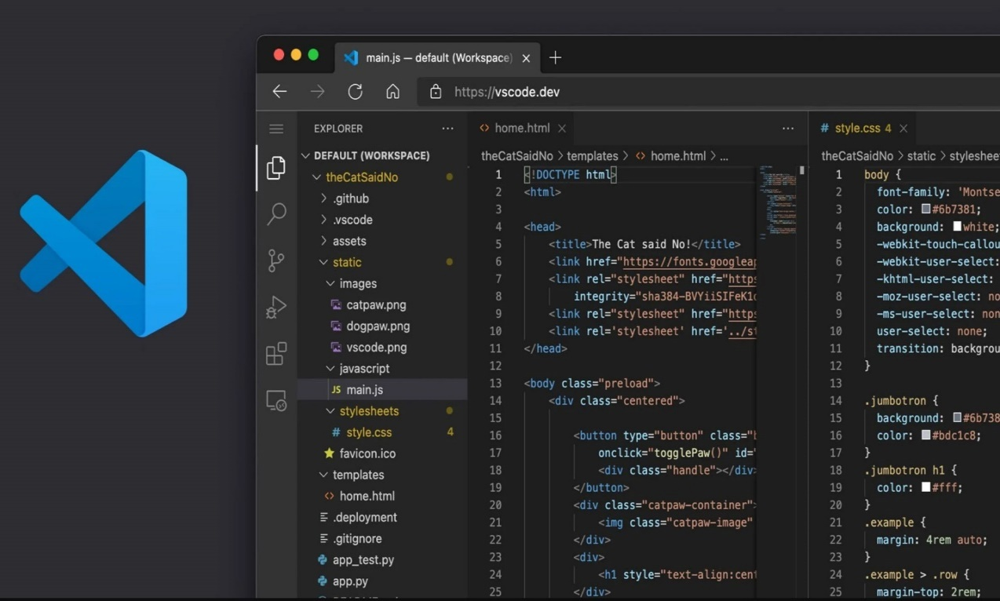 main.js — default (Workspace)
https://vscode.dev
EXPLORER
DEFAULT (WORKSPACE)
theCatSaidNo
.github
.vscode
assets
static
images
catpaw.png
dogpaw.png
vscode.png
javascript
JS main.js
stylesheets
# style.css 4
favicon.ico
templates
<> home.html
.deployment
.gitignore
app_test.py
app.py
<> home.html
theCatSaidNo > templates > <> home.html > ...
1 <!DOCTYPE html>
2 <html>
3
4 <head>
5 <title>The Cat said No!</title>
6 <link href="https://fonts.googleap
7 <link rel="stylesheet" href="https
8 integrity="sha384-BVYiiSIFeK1
9 <link rel="stylesheet" href="https
10 <link rel='stylesheet' href='../s
11 </head>
12
13 <body class="preload">
14 <div class="centered">
15
16 <button type="button" class="
17 onclick="togglePaw()" id="
18 <div class="handle"></div>
19 </button>
20 <div class="catpaw-container">
21 <img class="catpaw-image"
22 </div>
23 <div>
24 <h1 style="text-align:cent
25 </div>
# style.css 4
theCatSaidNo > static > stylesheet
1 body {
2 font-family: 'Montse
3 color: #6b7381;
4 background: white;
5 -webkit-touch-callou
6 -webkit-user-select:
7 -khtml-user-select:
8 -moz-user-select: no
9 -ms-user-select: non
10 user-select: none;
11 transition: backgrou
12 }
13
14 .jumbotron {
15 background: #6b738
16 color: #bdc1c8;
17 }
18 .jumbotron h1 {
19 color: #fff;
20 }
21 .example {
22 margin: 4rem auto;
23 }
24 .example > .row {
25 margin-top: 2rem;